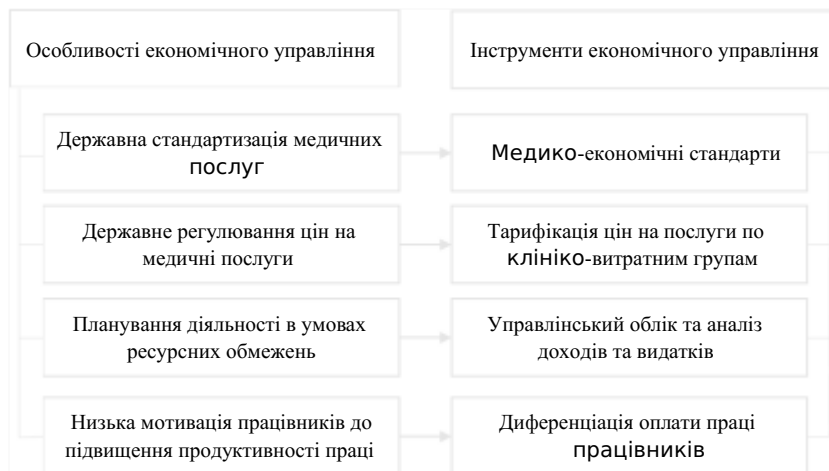 Особливості економічного управління
Інструменти економічного управління
Державна стандартизація медичних
послуг
Медико-економічні стандарти
Державне регулювання цін на
медичні послуги
Тарифікація цін на послуги по
клініко-витратним групам
Планування діяльності в умовах
ресурсних обмежень
Управлінський облік та аналіз
доходів та видатків
Низька мотивація працівників до
підвищення продуктивності праці
Диференціація оплати праці
працівників